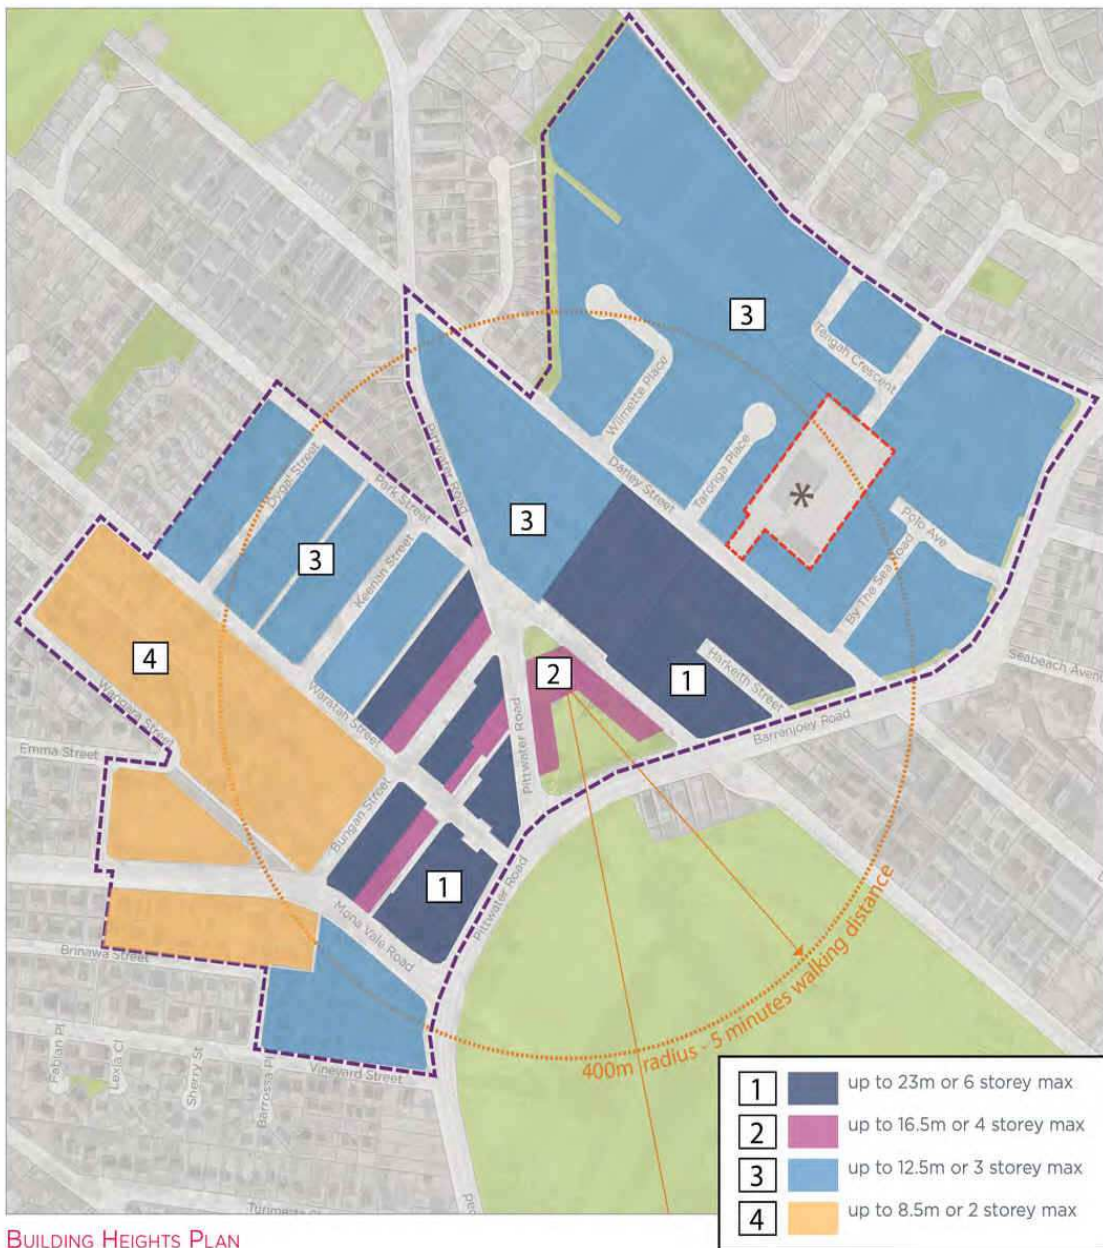 3
Tengah Crescent
Wilmette Place
Taronga Place
Darley Street
*
Polo Ave
By The Sea Road
Seabeach Avenu
Pittwater Road
Dygal Street
Park Street
3
Keenan Street
3
4
Waratah Street
2
1
Harkeith Street
Barrenjoey Road
Emma Street
Pittwater Road
Bungan Street
1
Pittwater Road
Mona Vale Road
Brinawa Street
400m radius - 5 minutes walking distance
Fabian Pl
Lexia Cl
Sherry St
Vineyard Street
1 up to 23m or 6 storey max
2 up to 16.5m or 4 storey max
3 up to 12.5m or 3 storey max
4 up to 8.5m or 2 storey max
BUILDING HEIGHTS PLAN